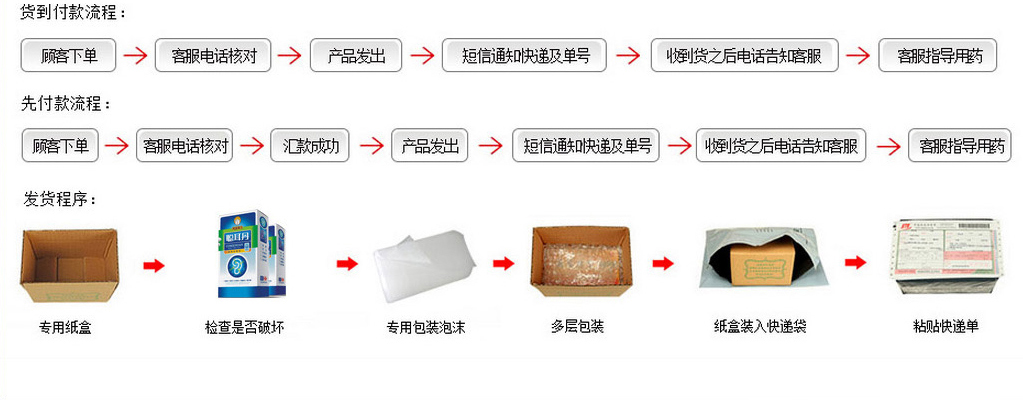 货到付款流程：
顾客下单 客服电话核对 产品发出 短信通知快递及单号 收到货之后电话告知客服 客服指导用药
先付款流程：
顾客下单 客服电话核对 汇款成功 产品发出 短信通知快递及单号 收到货之后电话告知客服 客服指导用药
发货程序：
聪耳丹
专用纸盒 检查是否破坏 专用包装泡沫 多层包装 纸盒装入快递袋 粘贴快递单